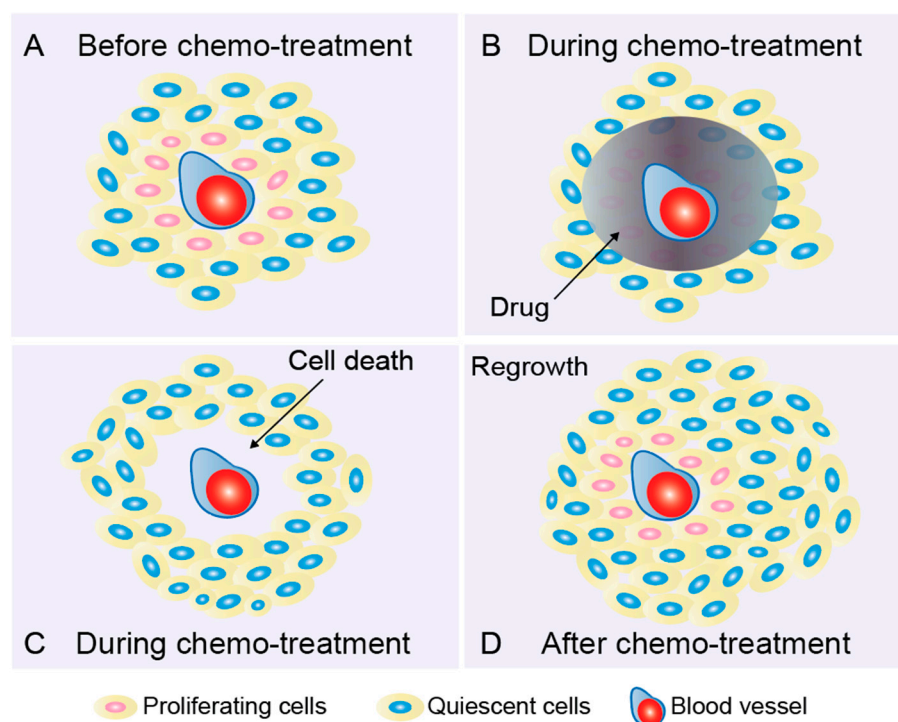 A Before chemo-treatment
B During chemo-treatment
Drug
Cell death
C During chemo-treatment
Regrowth
D After chemo-treatment
Proliferating cells
Quiescent cells
Blood vessel